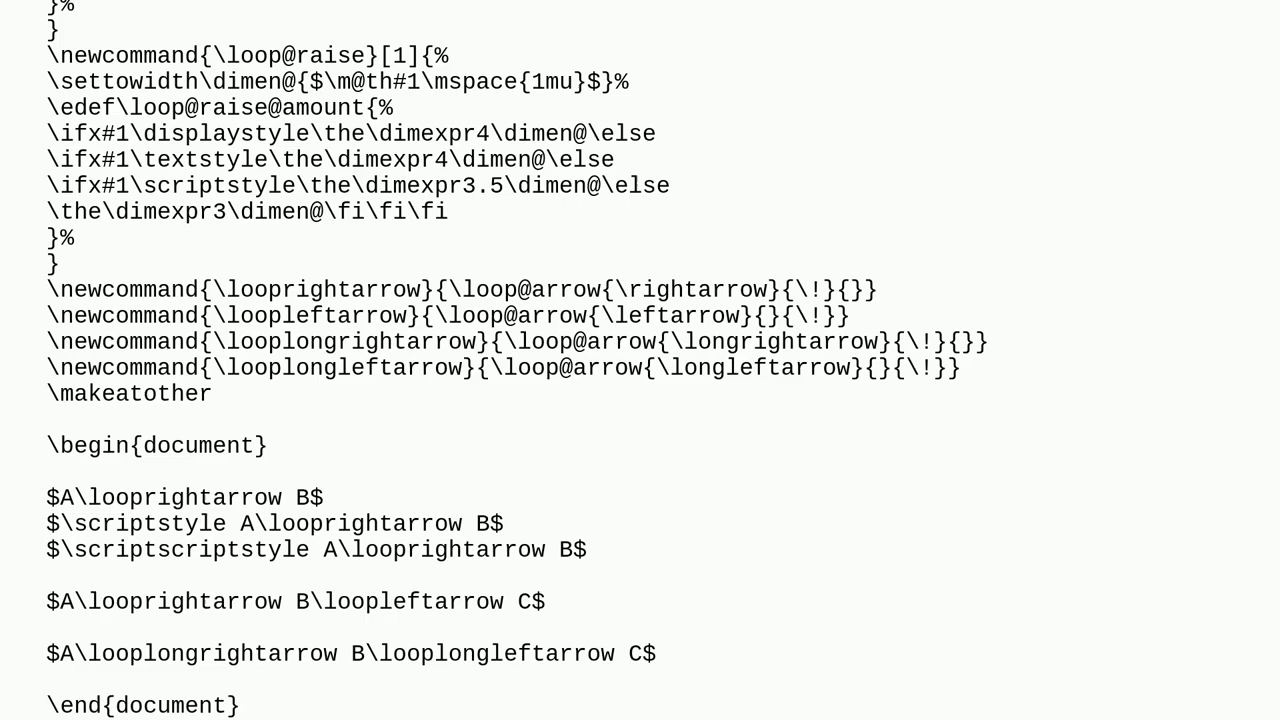 }%
}
\newcommand{\loop@raise}[1]{%
\settowidth\dimen@{$\m@th#1\mspace{1mu}$}%
\edef\loop@raise@amount{%
\ifx#1\displaystyle\the\dimexpr4\dimen@\else
\ifx#1\textstyle\the\dimexpr4\dimen@\else
\ifx#1\scriptstyle\the\dimexpr3.5\dimen@\else
\the\dimexpr3\dimen@\fi\fi\fi
}%
}
\newcommand{\looprightarrow}{\loop@arrow{\rightarrow}{\!}{}}
\newcommand{\loopleftarrow}{\loop@arrow{\leftarrow}{}{\!}}
\newcommand{\looplongrightarrow}{\loop@arrow{\longrightarrow}{\!}{}}
\newcommand{\looplongleftarrow}{\loop@arrow{\longleftarrow}{}{\!}}
\makeatother
\begin{document}
$A\looprightarrow B$
$\scriptstyle A\looprightarrow B$
$\scriptscriptstyle A\looprightarrow B$
$A\looprightarrow B\loopleftarrow C$
$A\looplongrightarrow B\looplongleftarrow C$
\end{document}